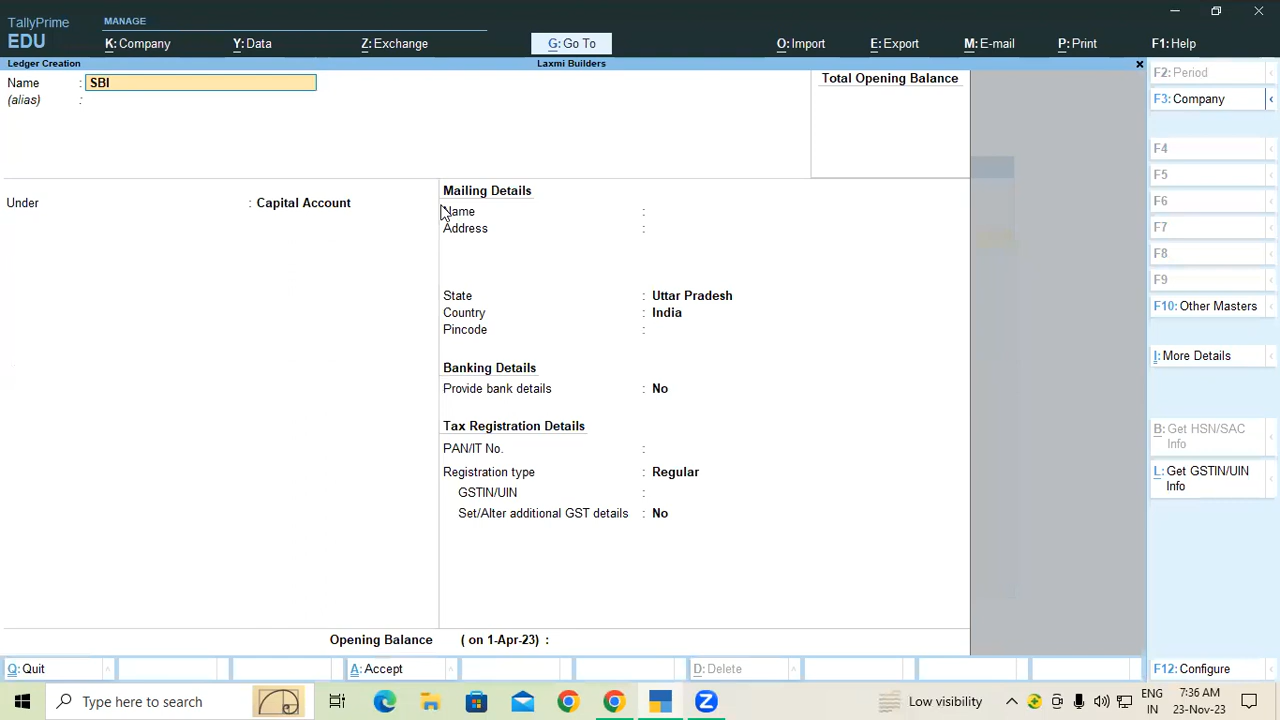 TallyPrime
EDU
MANAGE
K: Company
Y: Data
Z: Exchange
G: Go To
O: Import
E: Export
M: E-mail
P: Print
F1: Help
Ledger Creation
Laxmi Builders
×
Name : SBI
(alias) :
Total Opening Balance
Under : Capital Account
Mailing Details
Name :
Address :
State : Uttar Pradesh
Country : India
Pincode :
Banking Details
Provide bank details : No
Tax Registration Details
PAN/IT No. :
Registration type : Regular
GSTIN/UIN :
Set/Alter additional GST details : No
Opening Balance ( on 1-Apr-23) :
F2: Period
F3: Company
F4
F5
F6
F7
F8
F9
F10: Other Masters
I: More Details
B: Get HSN/SAC
Info
L: Get GSTIN/UIN
Info
F12: Configure
Q: Quit
A: Accept
D: Delete
Type here to search
Low visibility
ENG
IN
7:36 AM
23-Nov-23